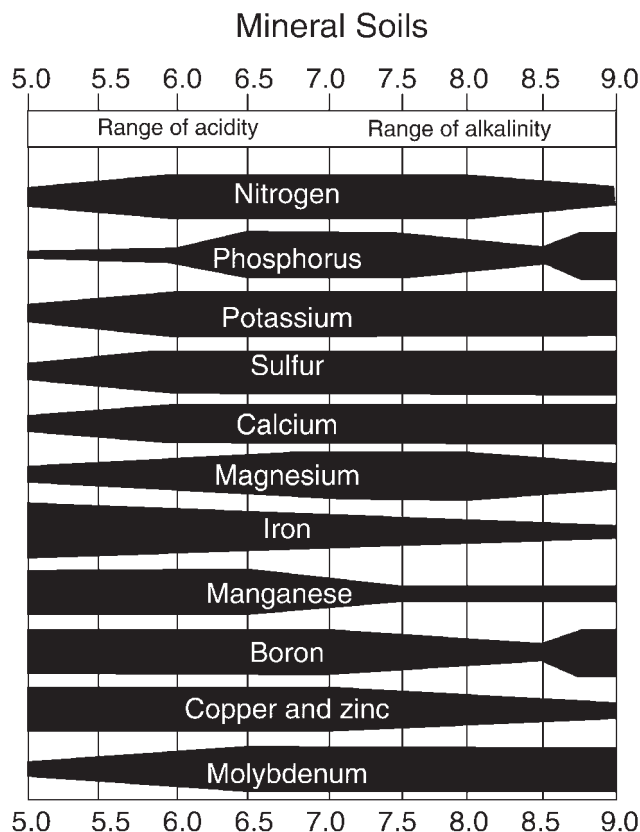 Mineral Soils
5.0 5.5 6.0 6.5 7.0 7.5 8.0 8.5 9.0
Range of acidity Range of alkalinity
Nitrogen
Phosphorus
Potassium
Sulfur
Calcium
Magnesium
Iron
Manganese
Boron
Copper and zinc
Molybdenum
5.0 5.5 6.0 6.5 7.0 7.5 8.0 8.5 9.0